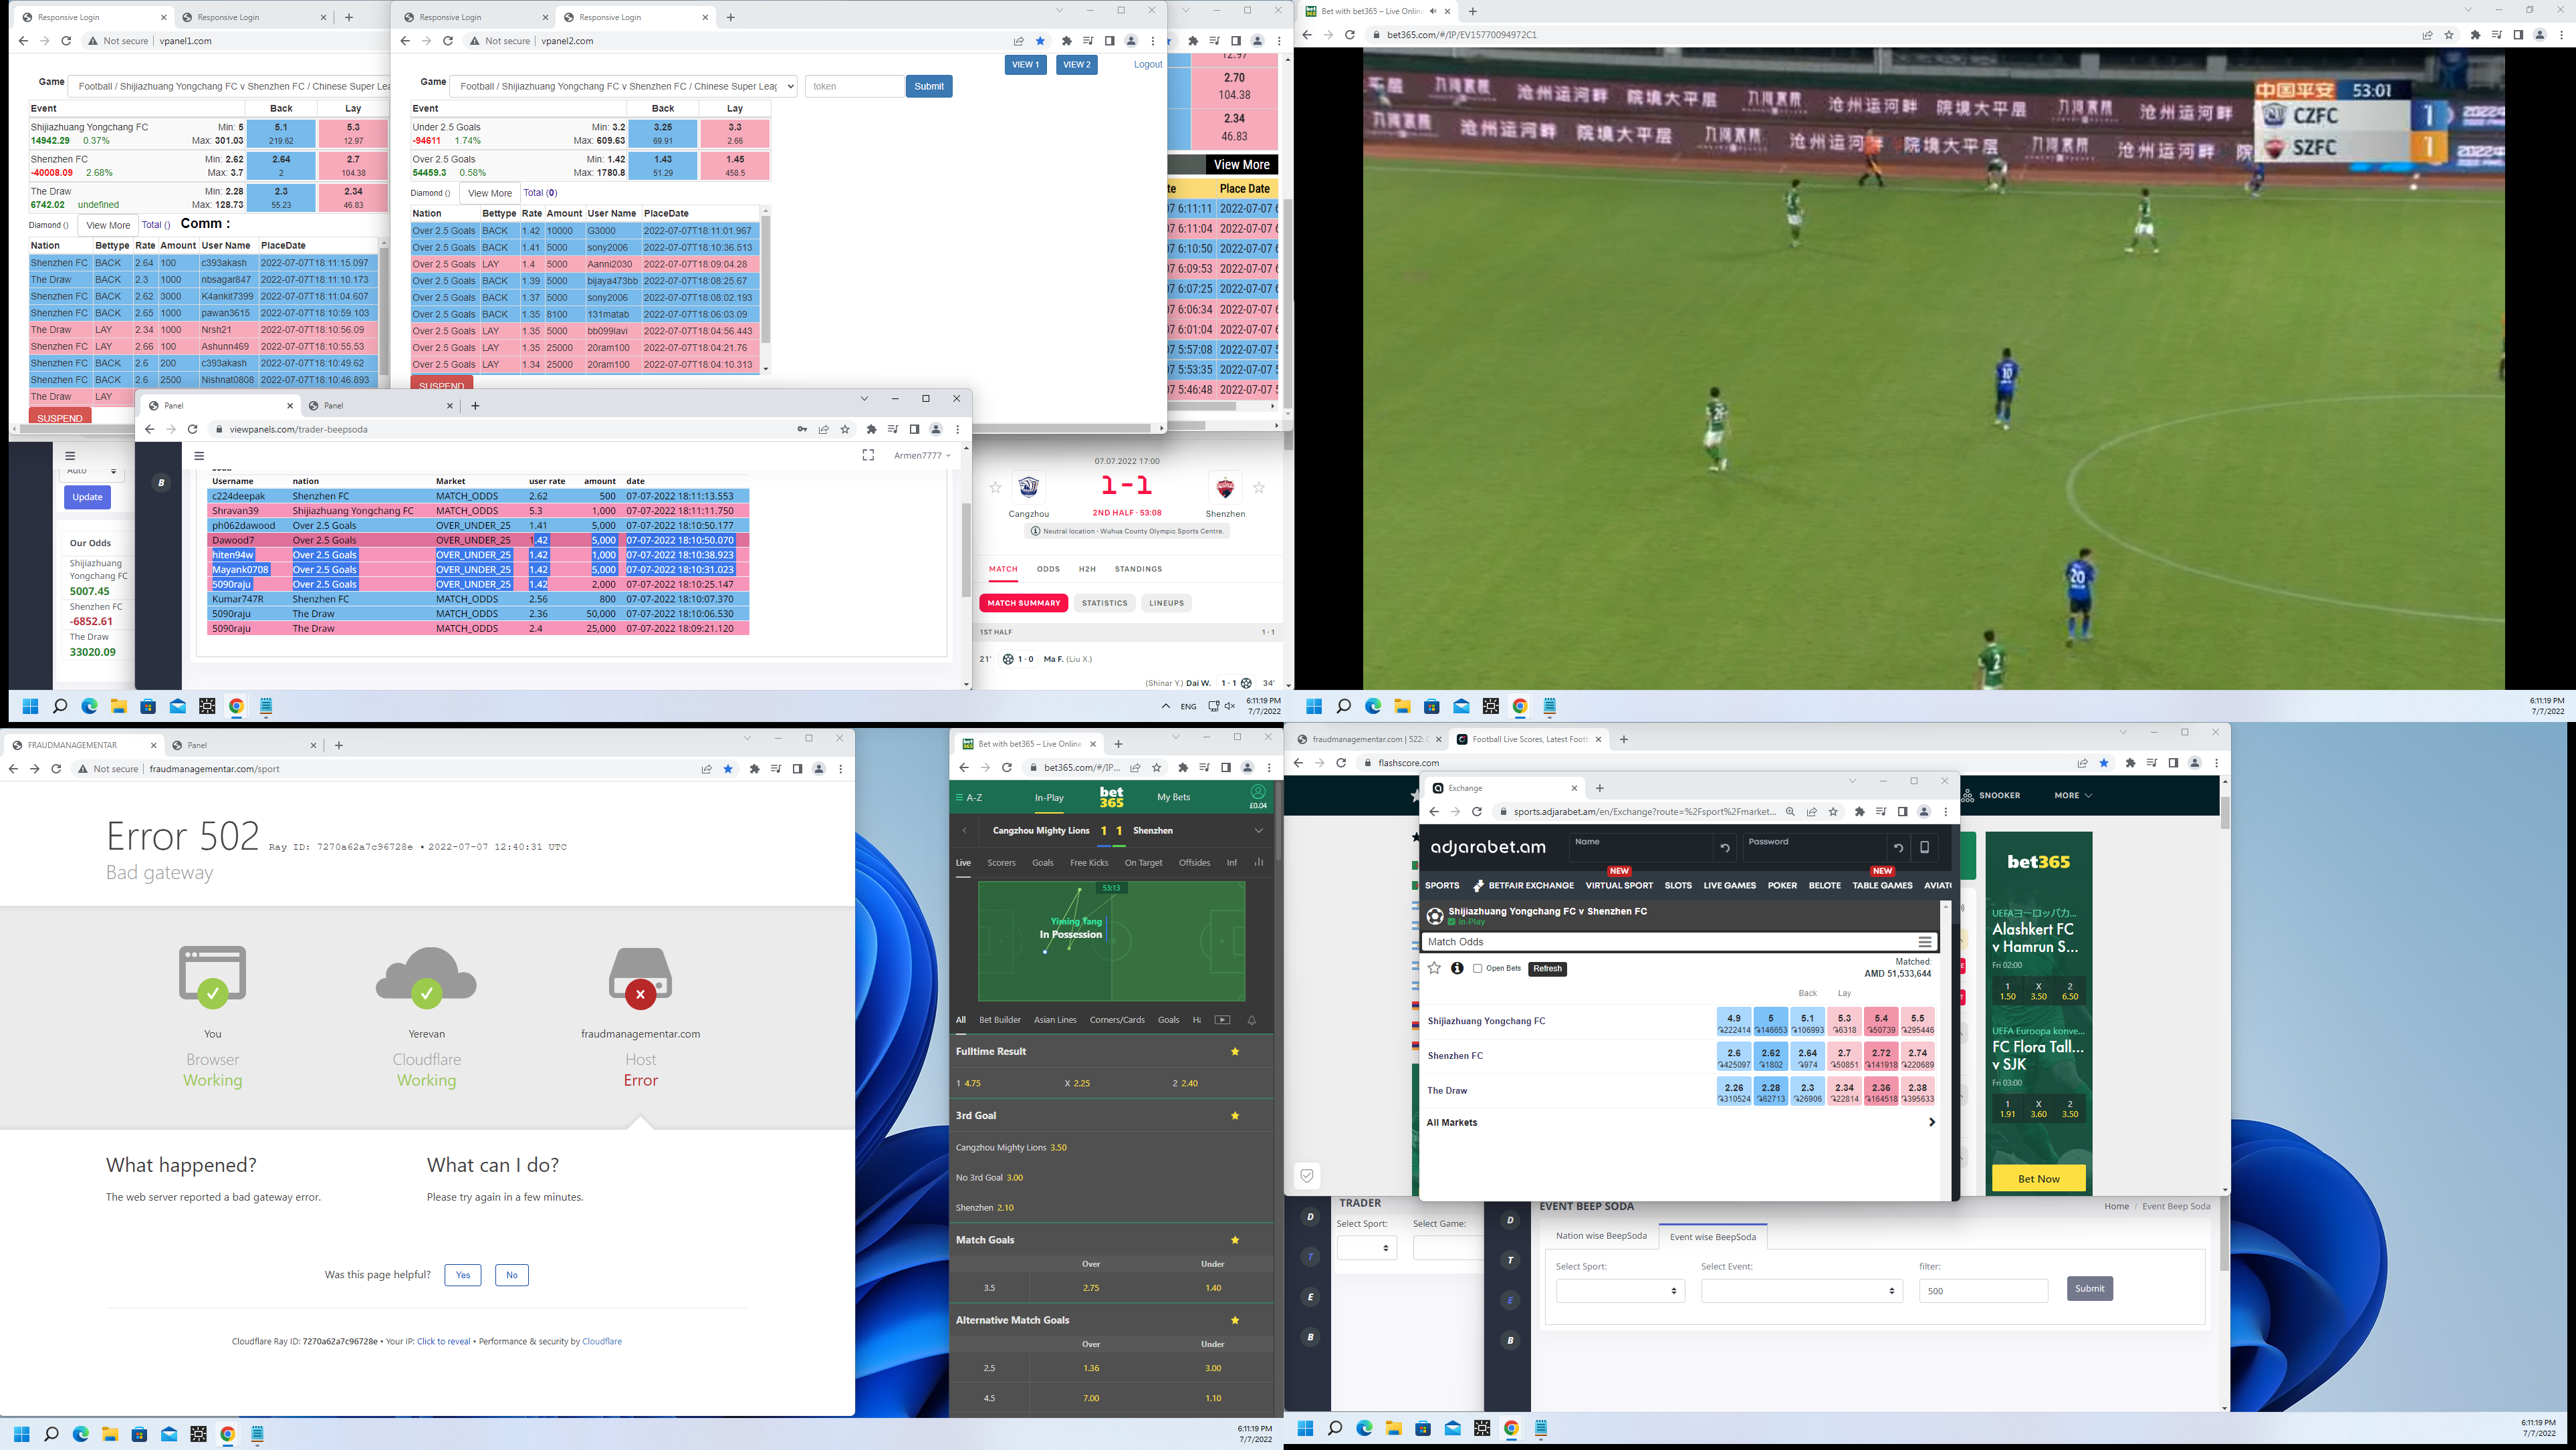 Responsive Login
Responsive Login
Not secure | vpanel1.com
Game
Football / Shijiazhuang Yongchang FC v Shenzhen FC / Chinese Super Lea
Event Back Lay
Shijiazhuang Yongchang FC Min: 5 5.1 5.3
14942.29 0.37% Max: 301.03 219.62 12.97
Shenzhen FC Min: 2.62 2.64 2.7
-40008.09 2.68% Max: 3.7 2 104.38
The Draw Min: 2.28 2.3 2.34
6742.02 undefined Max: 128.73 55.23 46.83
Diamond () View More Total () Comm :
Nation Bettype Rate Amount User Name PlaceDate
Shenzhen FC BACK 2.64 100 c393akash 2022-07-07T18:11:15.097
The Draw BACK 2.3 1000 nbsagar847 2022-07-07T18:11:10.173
Shenzhen FC BACK 2.62 3000 K4ankit7399 2022-07-07T18:11:04.607
Shenzhen FC BACK 2.65 1000 pawan3615 2022-07-07T18:10:59.103
The Draw LAY 2.34 1000 Nrsh21 2022-07-07T18:10:56.09
Shenzhen FC LAY 2.66 100 Ashunn469 2022-07-07T18:10:55.53
Shenzhen FC BACK 2.6 200 c393akash 2022-07-07T18:10:49.62
Shenzhen FC BACK 2.6 2500 Nishnat0808 2022-07-07T18:10:46.893
The Draw LAY
SUSPEND
Responsive Login
Responsive Login
Not secure | vpanel2.com
VIEW 1 VIEW 2 Logout
Game
Football / Shijiazhuang Yongchang FC v Shenzhen FC / Chinese Super Leag
token
Submit
Event Back Lay
Under 2.5 Goals Min: 3.2 3.25 3.3
-94611 1.74% Max: 609.63 69.91 2.66
Over 2.5 Goals Min: 1.42 1.43 1.45
54459.3 0.58% Max: 1780.8 51.29 458.5
Diamond () View More Total (0)
Nation Bettype Rate Amount User Name PlaceDate
Over 2.5 Goals BACK 1.42 10000 G3000 2022-07-07T18:11:01.967
Over 2.5 Goals BACK 1.41 5000 sony2006 2022-07-07T18:10:36.513
Over 2.5 Goals LAY 1.4 5000 Aanni2030 2022-07-07T18:09:04.28
Over 2.5 Goals BACK 1.39 5000 bijaya473bb 2022-07-07T18:08:25.67
Over 2.5 Goals BACK 1.37 5000 sony2006 2022-07-07T18:08:02.193
Over 2.5 Goals BACK 1.35 8100 131matab 2022-07-07T18:06:03.09
Over 2.5 Goals LAY 1.35 5000 bb099lavi 2022-07-07T18:04:56.443
Over 2.5 Goals LAY 1.35 25000 20ram100 2022-07-07T18:04:21.76
Over 2.5 Goals LAY 1.34 25000 20ram100 2022-07-07T18:04:10.313
SUSPEND
12.97
2.70
104.38
2.34
46.83
View More
te Place Date
7 6:11:11 2022-07-07 6
7 6:11:04 2022-07-07 6
7 6:10:50 2022-07-07 6
7 6:09:53 2022-07-07 6
7 6:07:25 2022-07-07 6
7 6:06:34 2022-07-07 6
7 6:01:04 2022-07-07 6
7 5:57:08 2022-07-07 5
7 5:53:35 2022-07-07 5
7 5:46:48 2022-07-07 5
Panel
Panel
viewpanels.com/trader-beepsoda
Armen7777
B
Username nation Market user rate amount date
c224deepak Shenzhen FC MATCH_ODDS 2.62 500 07-07-2022 18:11:13.553
Shravan39 Shijiazhuang Yongchang FC MATCH_ODDS 5.3 1,000 07-07-2022 18:11:11.750
ph062dawood Over 2.5 Goals OVER_UNDER_25 1.41 5,000 07-07-2022 18:10:50.177
Dawood7 Over 2.5 Goals OVER_UNDER_25 1.42 5,000 07-07-2022 18:10:50.070
hiten94w Over 2.5 Goals OVER_UNDER_25 1.42 1,000 07-07-2022 18:10:38.923
Mayank0708 Over 2.5 Goals OVER_UNDER_25 1.42 5,000 07-07-2022 18:10:31.023
5090raju Over 2.5 Goals OVER_UNDER_25 1.42 2,000 07-07-2022 18:10:25.147
Kumar747R Shenzhen FC MATCH_ODDS 2.56 800 07-07-2022 18:10:07.370
5090raju The Draw MATCH_ODDS 2.36 50,000 07-07-2022 18:10:06.530
5090raju The Draw MATCH_ODDS 2.4 25,000 07-07-2022 18:09:21.120
Auto
Update
Our Odds
Shijiazhuang
Yongchang FC
5007.45
Shenzhen FC
-6852.61
The Draw
33020.09
07.07.2022 17:00
1-1
Cangzhou 2ND HALF - 53:08 Shenzhen
Neutral location - Wuhua County Olympic Sports Centre.
MATCH ODDS H2H STANDINGS
MATCH SUMMARY STATISTICS LINEUPS
1ST HALF 1 - 1
21' 1 - 0 Ma F. (Liu X.)
(Shinar Y.) Dai W. 1 - 1 34'
ENG
6:11:19 PM
7/7/2022
Bet with bet365 – Live Onlin
bet365.com/#/IP/EV15770094972C1
沧州运河畔 院境大平层
沧州运河畔 院境大平层
中国平安 53:01
CZFC 1
SZFC 1
10
20
2
6:11:19 PM
7/7/2022
FRAUDMANAGEMENTAR
Panel
Not secure | fraudmanagementar.com/sport
Error 502 Ray ID: 7270a62a7c96728e • 2022-07-07 12:40:31 UTC
Bad gateway
You Yerevan fraudmanagementar.com
Browser Cloudflare Host
Working Working Error
What happened? What can I do?
The web server reported a bad gateway error. Please try again in a few minutes.
Was this page helpful? Yes No
Cloudflare Ray ID: 7270a62a7c96728e • Your IP: Click to reveal • Performance & security by Cloudflare
6:11:19 PM
7/7/2022
Bet with bet365 – Live Online
bet365.com/#/IP...
A-Z In-Play bet365 My Bets £0.04
Cangzhou Mighty Lions 1 1 Shenzhen
Live Scorers Goals Free Kicks On Target Offsides Inf
53:13
Yiming Yang
In Possession
All Bet Builder Asian Lines Corners/Cards Goals Ha
Fulltime Result
1 4.75 X 2.25 2 2.40
3rd Goal
Cangzhou Mighty Lions 3.50
No 3rd Goal 3.00
Shenzhen 2.10
Match Goals
Over Under
3.5 2.75 1.40
Alternative Match Goals
Over Under
2.5 1.36 3.00
4.5 7.00 1.10
fraudmanagementar.com | 522:
Football Live Scores, Latest Footb
flashscore.com
SNOOKER MORE
Exchange
sports.adjarabet.am/en/Exchange?route=%2Fsport%2Fmarket...
adjarabet.am Name Password
NEW NEW
SPORTS BETFAIR EXCHANGE VIRTUAL SPORT SLOTS LIVE GAMES POKER BELOTE TABLE GAMES AVIATO
Shijiazhuang Yongchang FC v Shenzhen FC
In-Play
Match Odds
Open Bets Refresh
Matched:
AMD 51,533,644
Back Lay
Shijiazhuang Yongchang FC 4.9 5 5.1 5.3 5.4 5.5
֏222414 ֏146653 ֏106993 ֏6318 ֏50739 ֏295446
Shenzhen FC 2.6 2.62 2.64 2.7 2.72 2.74
֏425097 ֏1802 ֏974 ֏50851 ֏141918 ֏220689
The Draw 2.26 2.28 2.3 2.34 2.36 2.38
֏310524 ֏62713 ֏26906 ֏22814 ֏164518 ֏395633
All Markets
bet365
UEFAヨーロッパカ...
Alashkert FC
v Hamrun S...
Fri 02:00
1 X 2
1.50 3.50 6.50
UEFA Euroopa konve...
FC Flora Tall...
v SJK
Fri 03:00
1 X 2
1.91 3.60 3.50
Bet Now
D
T
E
B
TRADER
Select Sport: Select Game:
D
T
E
B
EVENT BEEP SODA
Home / Event Beep Soda
Nation wise BeepSoda Event wise BeepSoda
Select Sport: Select Event: filter:
500
Submit
6:11:19 PM
7/7/2022